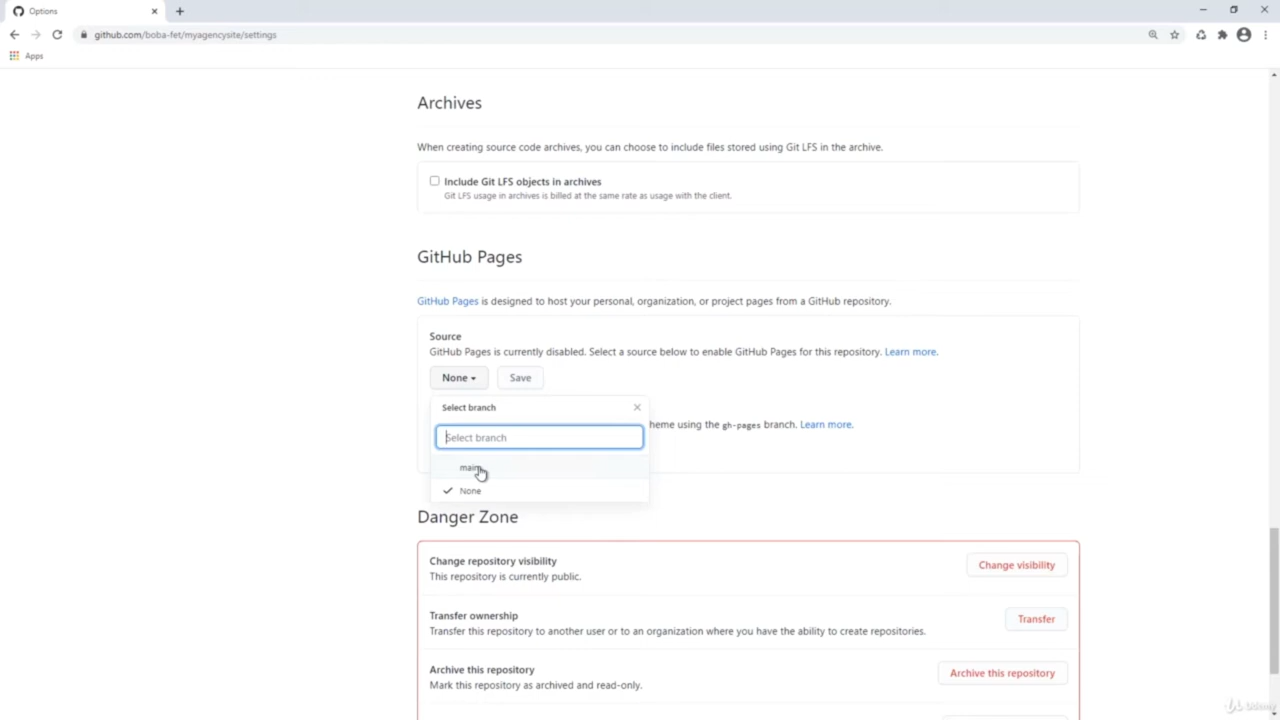 Options
github.com/boba-fet/myagencysite/settings
Apps
Archives
When creating source code archives, you can choose to include files stored using Git LFS in the archive.
Include Git LFS objects in archives
Git LFS usage in archives is billed at the same rate as usage with the client.
GitHub Pages
GitHub Pages is designed to host your personal, organization, or project pages from a GitHub repository.
Source
GitHub Pages is currently disabled. Select a source below to enable GitHub Pages for this repository. Learn more.
None
Save
Select branch
heme using the gh-pages branch. Learn more.
Select branch
main
None
Danger Zone
Change repository visibility
This repository is currently public.
Change visibility
Transfer ownership
Transfer this repository to another user or to an organization where you have the ability to create repositories.
Transfer
Archive this repository
Mark this repository as archived and read-only.
Archive this repository
Udemy